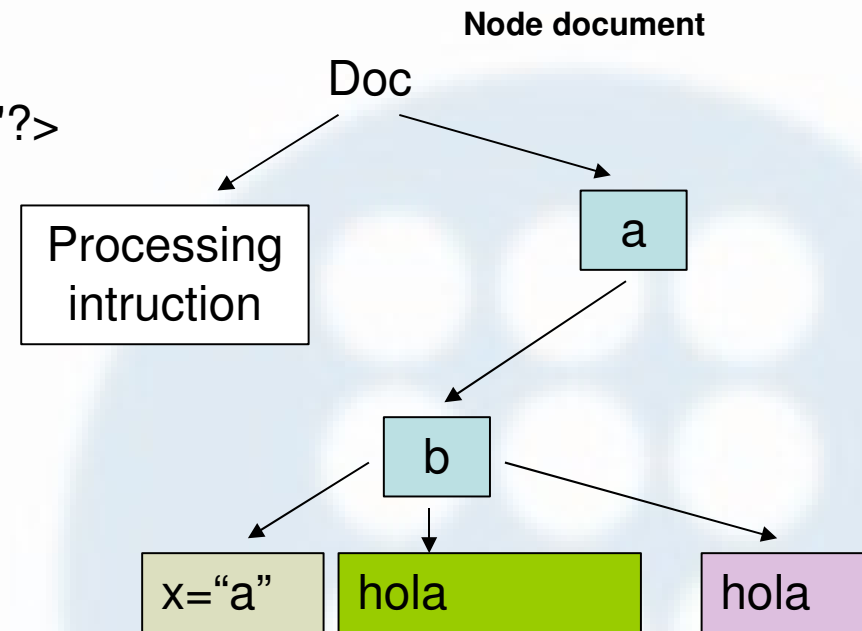 Node document
Doc
"?>
Processing
intruction
a
b
x=“a”
hola
hola